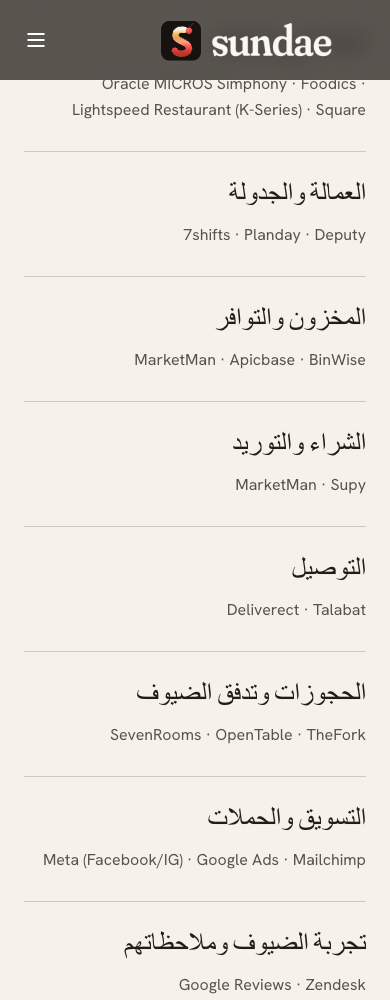 sundae
Oracle MICROS Simphony · Foodics ·
Lightspeed Restaurant (K-Series) · Square
العمالة والجدولة
7shifts · Planday · Deputy
المخزون والتوافر
MarketMan · Apicbase · BinWise
الشراء والتوريد
MarketMan · Supy
التوصيل
Deliverect · Talabat
الحجوزات وتدفق الضيوف
SevenRooms · OpenTable · TheFork
التسويق والحملات
Meta (Facebook/IG) · Google Ads · Mailchimp
تجربة الضيوف وملاحظاتهم
Google Reviews · Zendesk